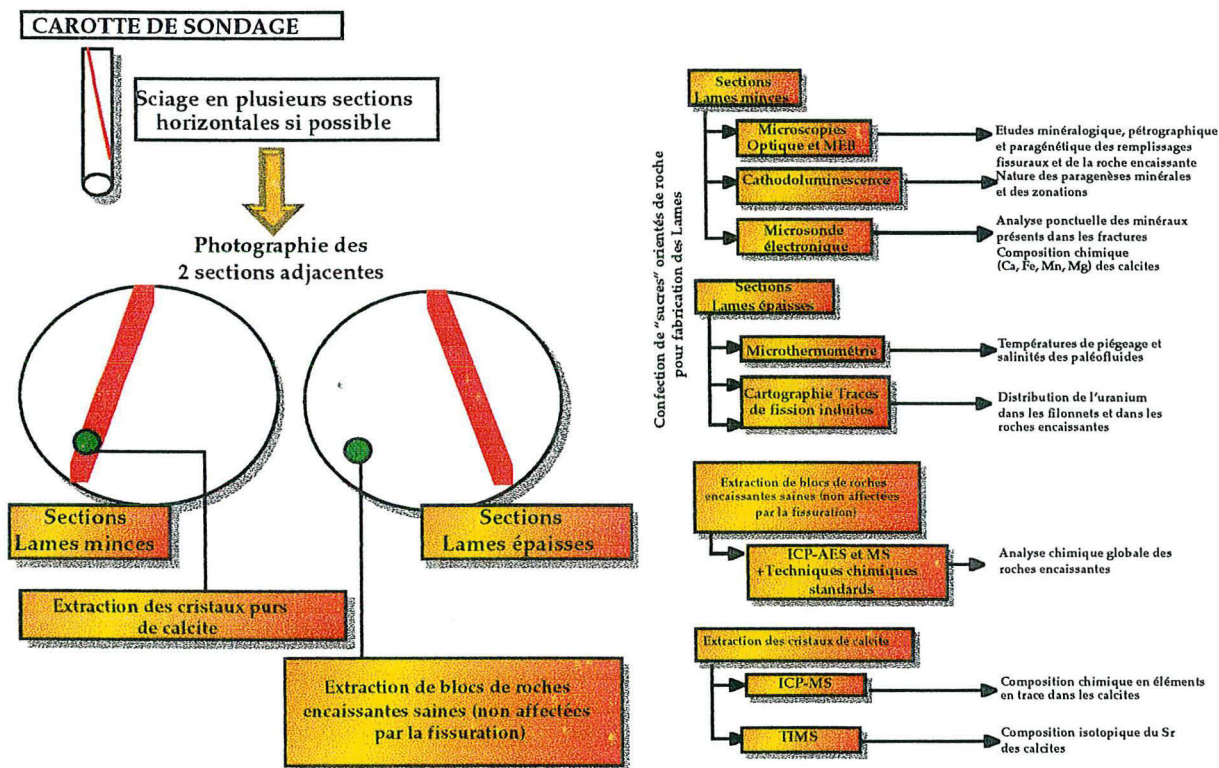 CAROTTE DE SONDAGE
Sciage en plusieurs sections
horizontales si possible
Photographie des
2 sections adjacentes
Sections
Lames minces
Sections
Lames épaisses
Extraction des cristaux purs
de calcite
Extraction de blocs de roches
encaissantes saines (non affectées
par la fissuration)
Confection de "sucres" orientés de roche
pour fabrication des Lames
Sections
Lames minces
Microscopies
Optique et MEB
Etudes minéralogique, pétrographique
et paragénétique des remplissages
fissuraux et de la roche encaissante
Cathodoluminescence
Nature des paragenèses minérales
et des zonations
Microsonde
électronique
Analyse ponctuelle des minéraux
présents dans les fractures
Composition chimique
(Ca, Fe, Mn, Mg) des calcites
Sections
Lames épaisses
Microthermométrie
Températures de piégeage et
salinités des paléofluides
Cartographie Traces
de fission induites
Distribution de l'uranium
dans les filonnets et dans les
roches encaissantes
Extraction de blocs de roches
encaissantes saines (non affectées
par la fissuration)
ICP-AES et MS
+Techniques chimiques
standards
Analyse chimique globale des
roches encaissantes
Extraction des cristaux de calcite
ICP-MS
Composition chimique en éléments
en trace dans les calcites
TIMS
Composition isotopique du Sr
des calcites